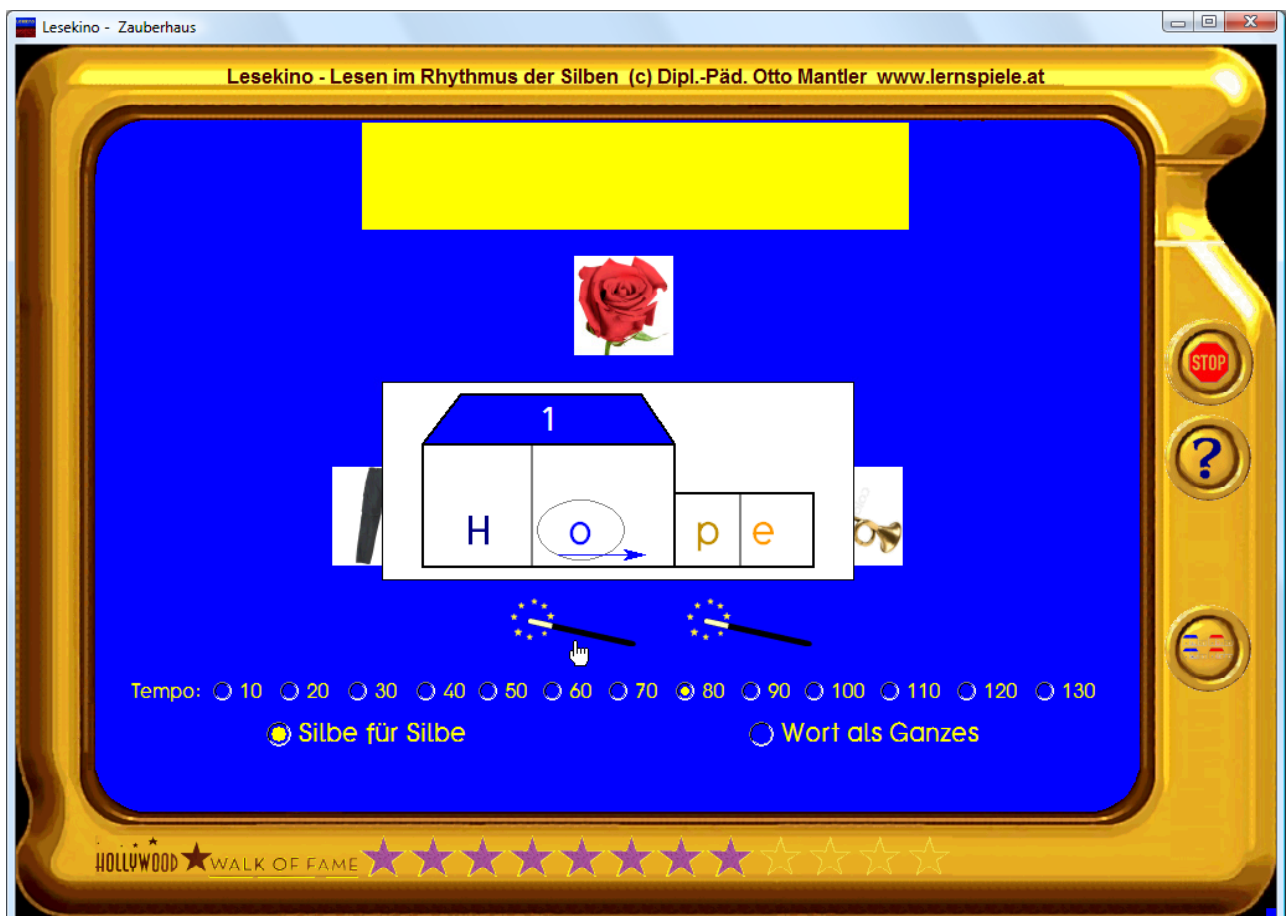 Lesekino - Zauberhaus
Lesekino - Lesen im Rhythmus der Silben (c) Dipl.-Päd. Otto Mantler www.lernspiele.at
STOP
1
H o p e
?
Tempo: 10 20 30 40 50 60 70 80 90 100 110 120 130
Silbe für Silbe Wort als Ganzes
HOLLYWOOD WALK OF FAME